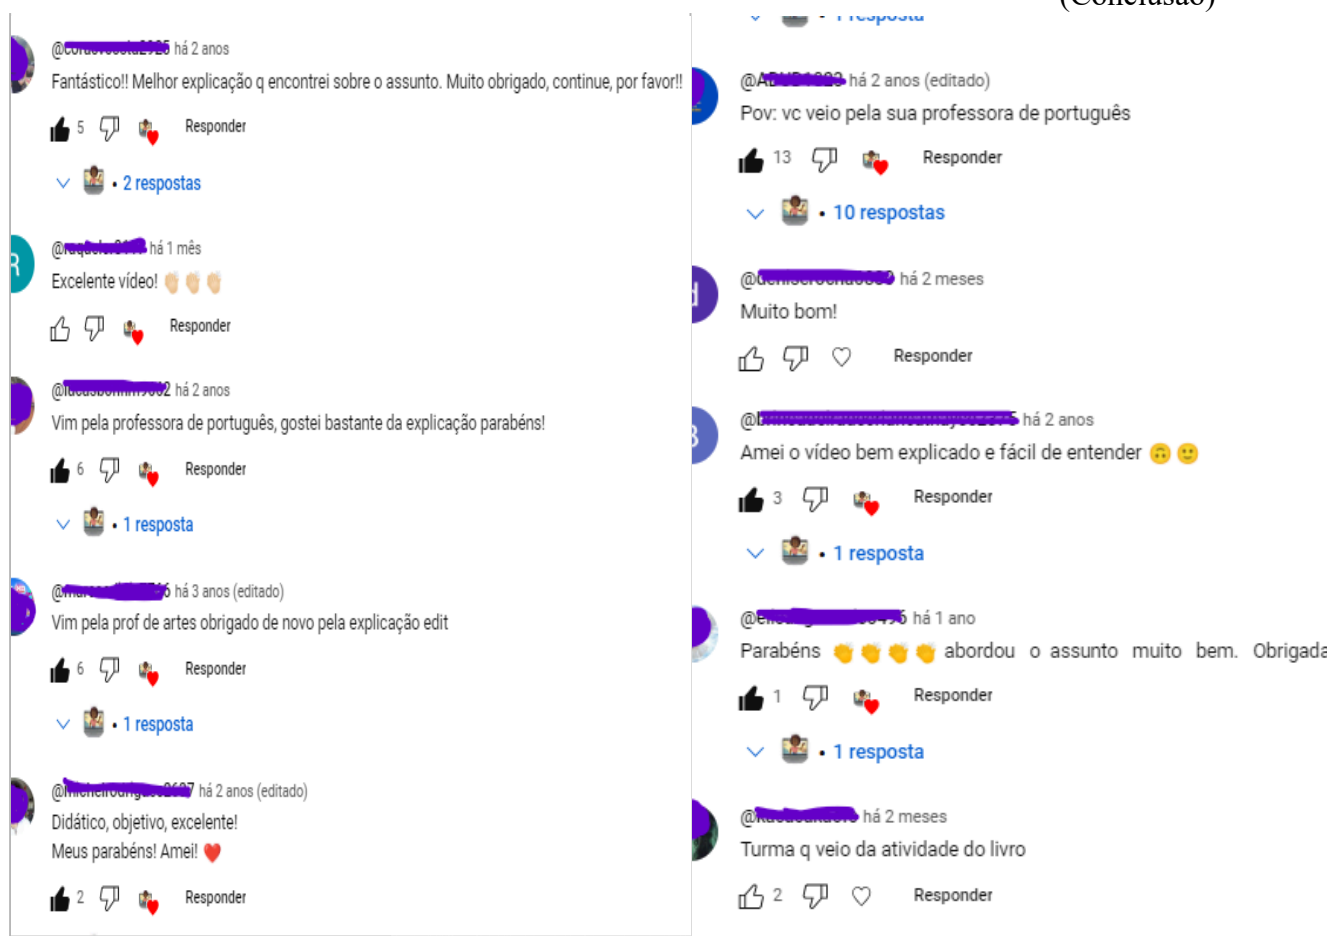 (Conclusão)
há 2 anos
Fantástico!! Melhor explicação q encontrei sobre o assunto. Muito obrigado, continue, por favor!!
5 Responder
• 2 respostas
R
há 1 mês
Excelente vídeo! 👏🏻👏🏻👏🏻
Responder
há 2 anos
Vim pela professora de português, gostei bastante da explicação parabéns!
6 Responder
• 1 resposta
há 3 anos (editado)
Vim pela prof de artes obrigado de novo pela explicação edit
6 Responder
• 1 resposta
há 2 anos (editado)
Didático, objetivo, excelente!
Meus parabéns! Amei! ❤️
2 Responder
• 1 resposta
há 2 anos (editado)
Pov: vc veio pela sua professora de português
13 Responder
• 10 respostas
d
há 2 meses
Muito bom!
Responder
há 2 anos
Amei o vídeo bem explicado e fácil de entender 🙃🙂
3 Responder
• 1 resposta
há 1 ano
Parabéns 👏👏👏👏 abordou o assunto muito bem. Obrigada
1 Responder
• 1 resposta
há 2 meses
Turma q veio da atividade do livro
2 Responder